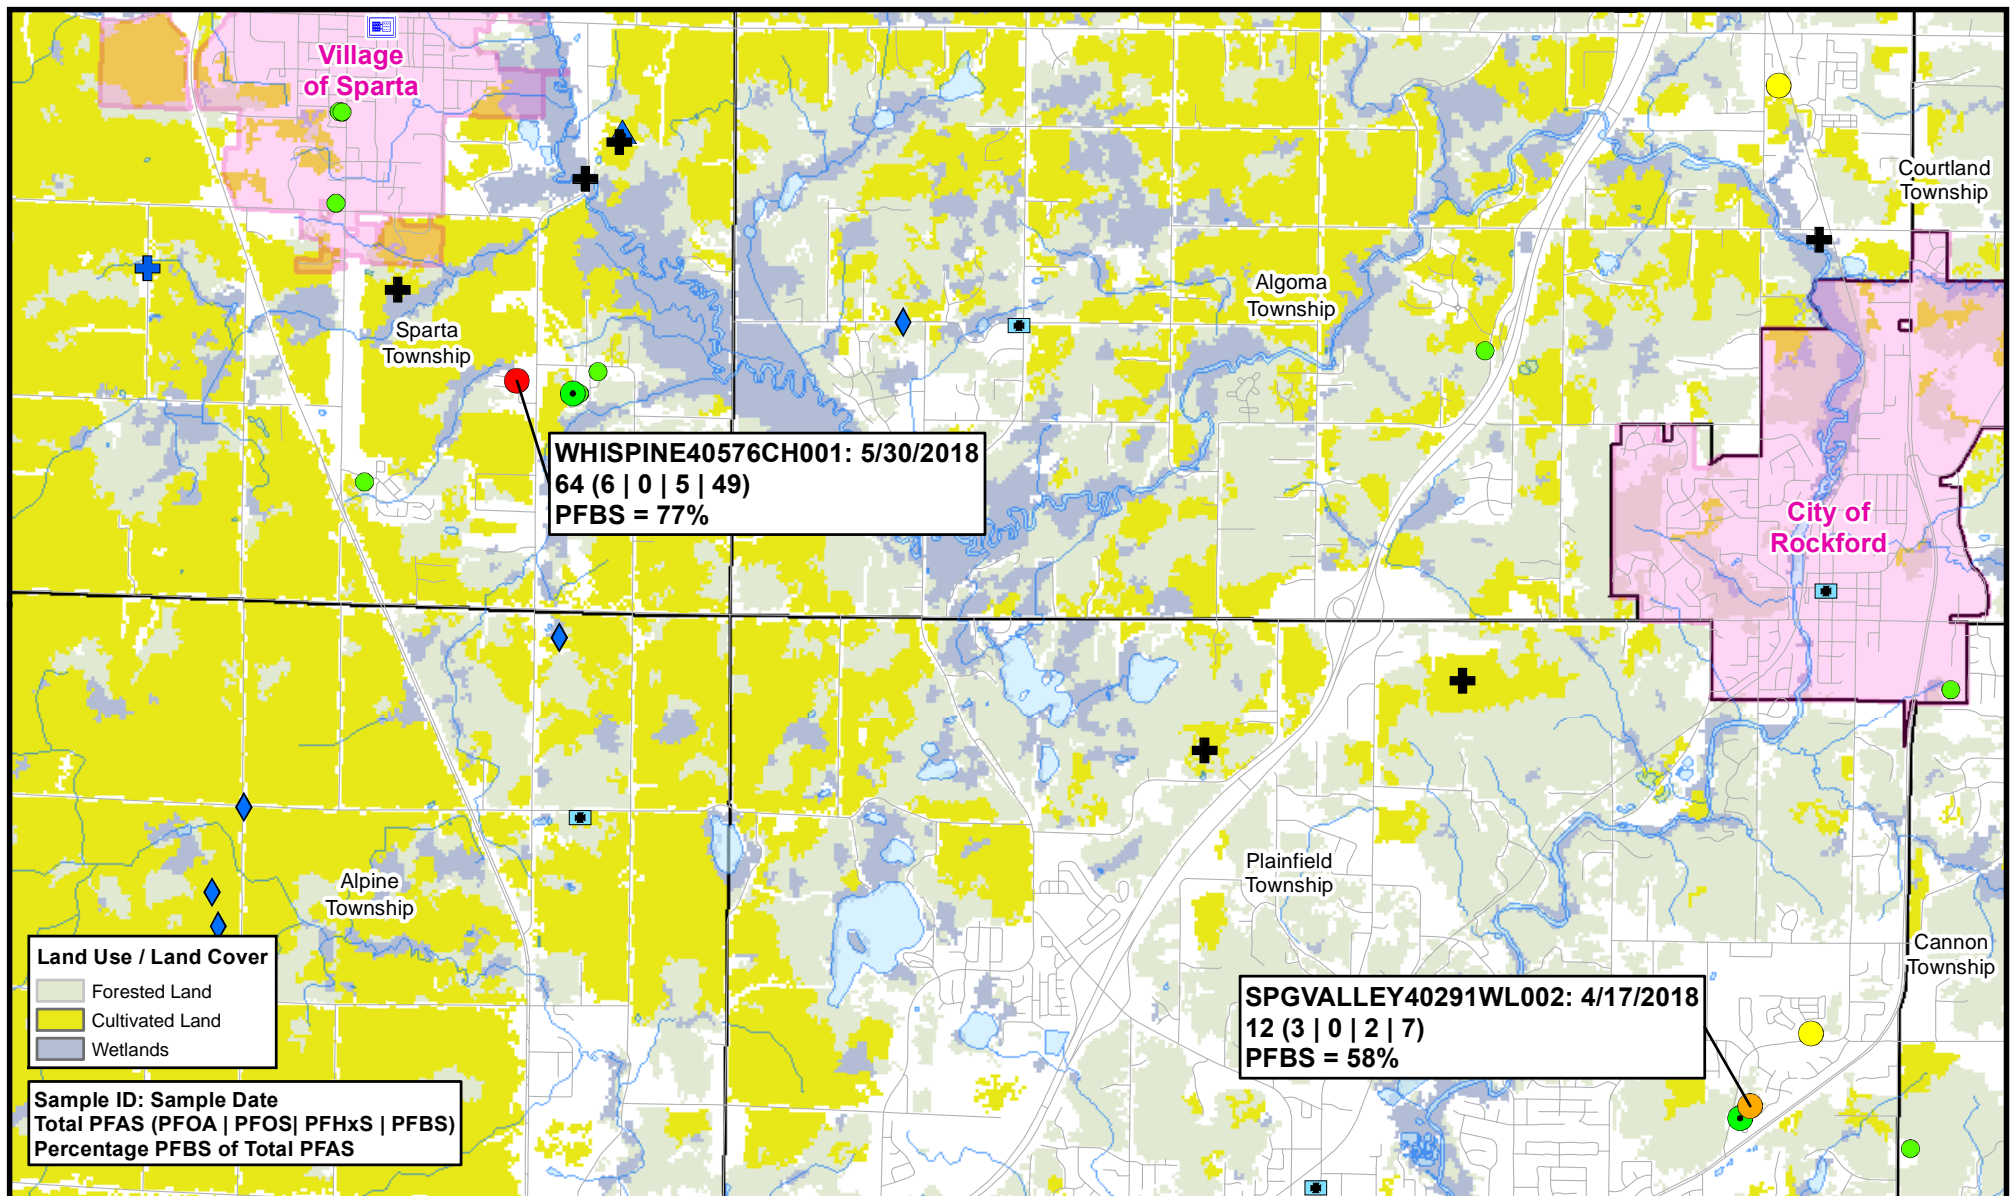 Village
of Sparta
Courtland
Township
Algoma
Township
Sparta
Township
WHISPINE40576CH001: 5/30/2018
64 (6 | 0 | 5 | 49)
PFBS = 77%
City of
Rockford
Plainfield
Township
Alpine
Township
Cannon
Township
Land Use / Land Cover
Forested Land
Cultivated Land
Wetlands
SPGVALLEY40291WL002: 4/17/2018
12 (3 | 0 | 2 | 7)
PFBS = 58%
Sample ID: Sample Date
Total PFAS (PFOA | PFOS| PFHxS | PFBS)
Percentage PFBS of Total PFAS